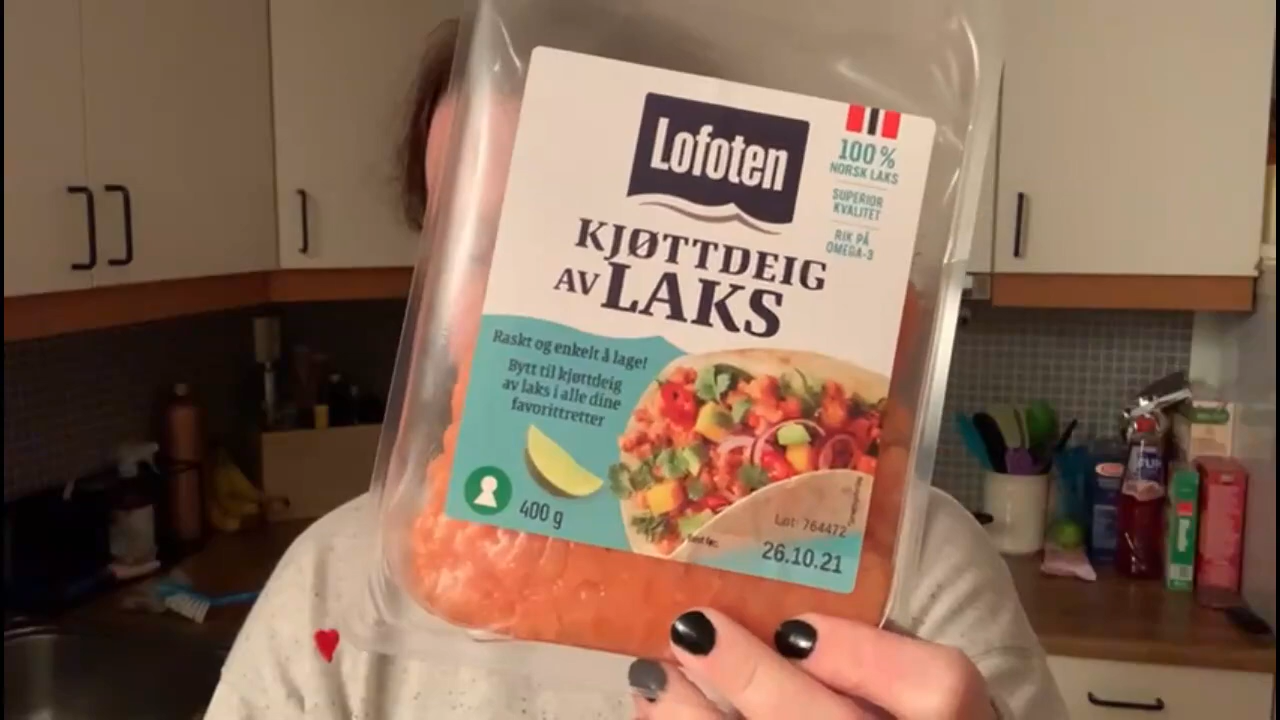 Lofoten
100 %
NORSK LAKS
SUPERIOR
KVALITET
RIK PÅ
OMEGA-3
KJØTTDEIG
AV LAKS
Raskt og enkelt å lage!
Bytt til kjøttdeig
av laks i alle dine
favorittretter
400 g
Lot: 764472
26.10.21